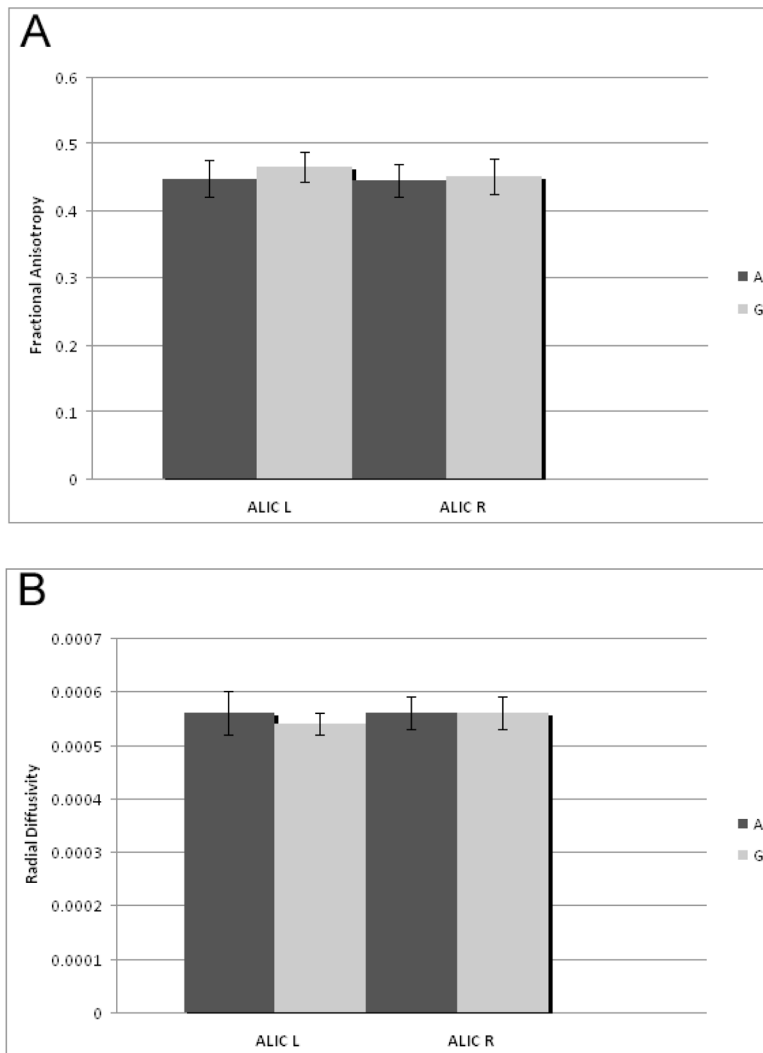 A
0.6
0.5
0.4
0.3
0.2
0.1
0
Fractional Anisotropy
ALIC L
ALIC R
A
G
B
0.0007
0.0006
0.0005
0.0004
0.0003
0.0002
0.0001
0
Radial Diffusivity
ALIC L
ALIC R
A
G